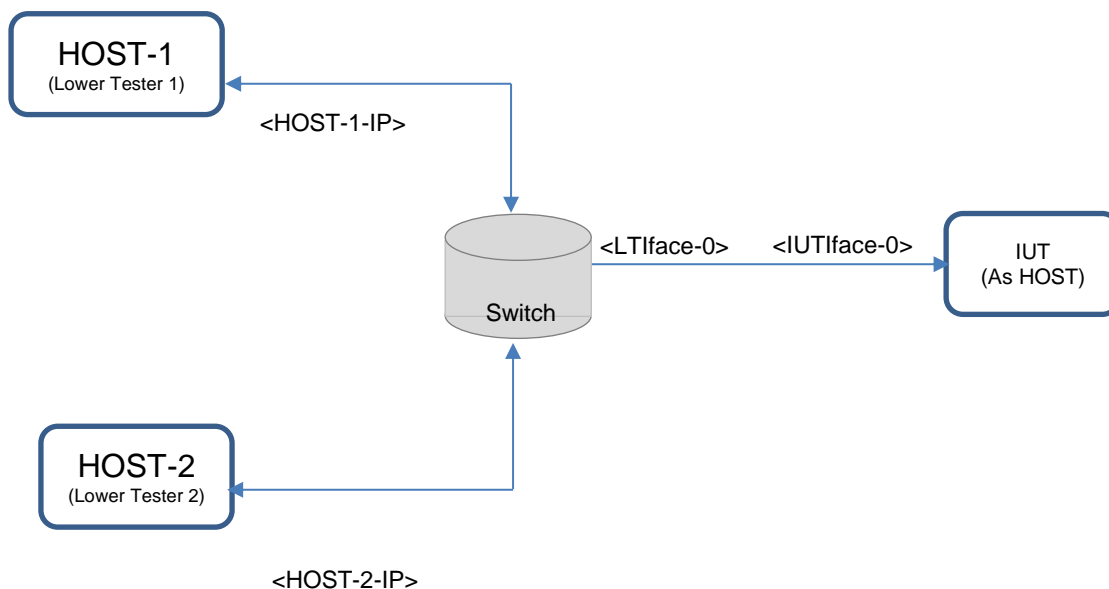 HOST-1
(Lower Tester 1)
<HOST-1-IP>
<LTIface-0>
<IUTIface-0>
IUT
(As HOST)
Switch
HOST-2
(Lower Tester 2)
<HOST-2-IP>